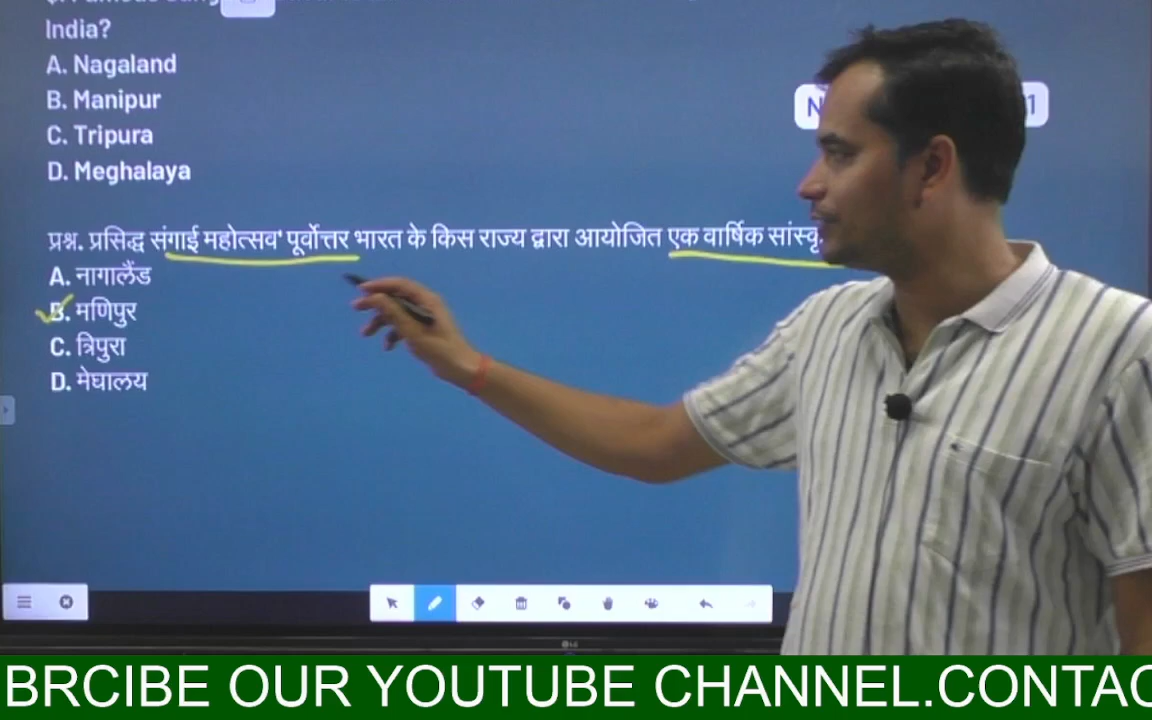 India?
A. Nagaland
B. Manipur
C. Tripura
D. Meghalaya
प्रश्न. प्रसिद्ध संगाई महोत्सव' पूर्वोत्तर भारत के किस राज्य द्वारा आयोजित एक वार्षिक
A. नागालैंड
B. मणिपुर
C. त्रिपुरा
D. मेघालय
LG
BRCIBE OUR YOUTUBE CHANNEL.CONTAC